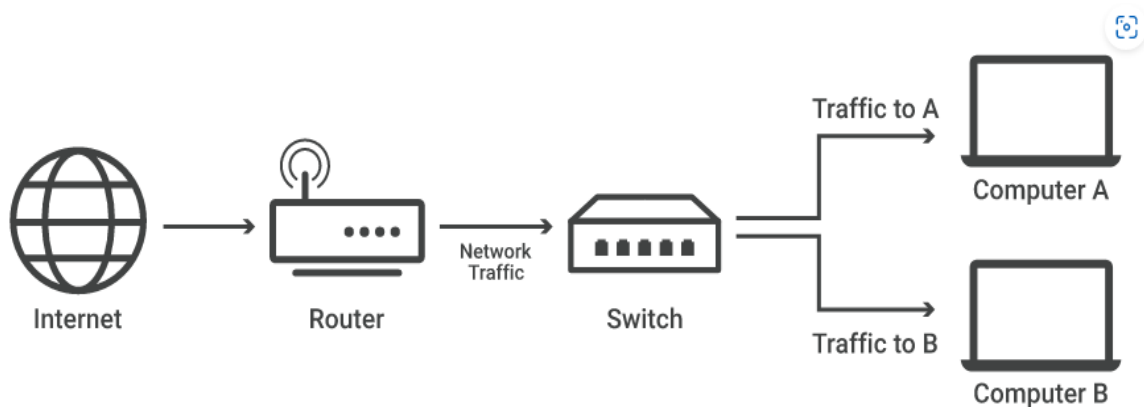 Internet
Router
Network
Traffic
Switch
Traffic to A
Computer A
Traffic to B
Computer B